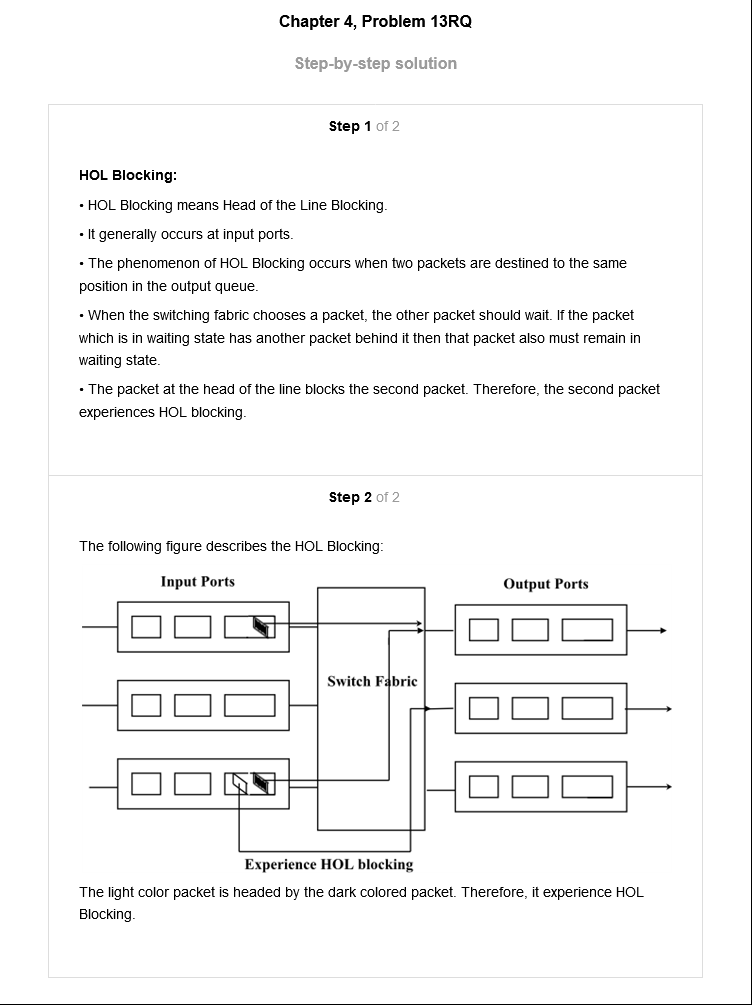 Chapter 4, Problem 13RQ
Step-by-step solution
Step 1 of 2
HOL Blocking:
• HOL Blocking means Head of the Line Blocking.
• It generally occurs at input ports.
• The phenomenon of HOL Blocking occurs when two packets are destined to the same
position in the output queue.
• When the switching fabric chooses a packet, the other packet should wait. If the packet
which is in waiting state has another packet behind it then that packet also must remain in
waiting state.
• The packet at the head of the line blocks the second packet. Therefore, the second packet
experiences HOL blocking.
Step 2 of 2
The following figure describes the HOL Blocking:
Input Ports
Output Ports
Switch Fabric
Experience HOL blocking
The light color packet is headed by the dark colored packet. Therefore, it experience HOL
Blocking.